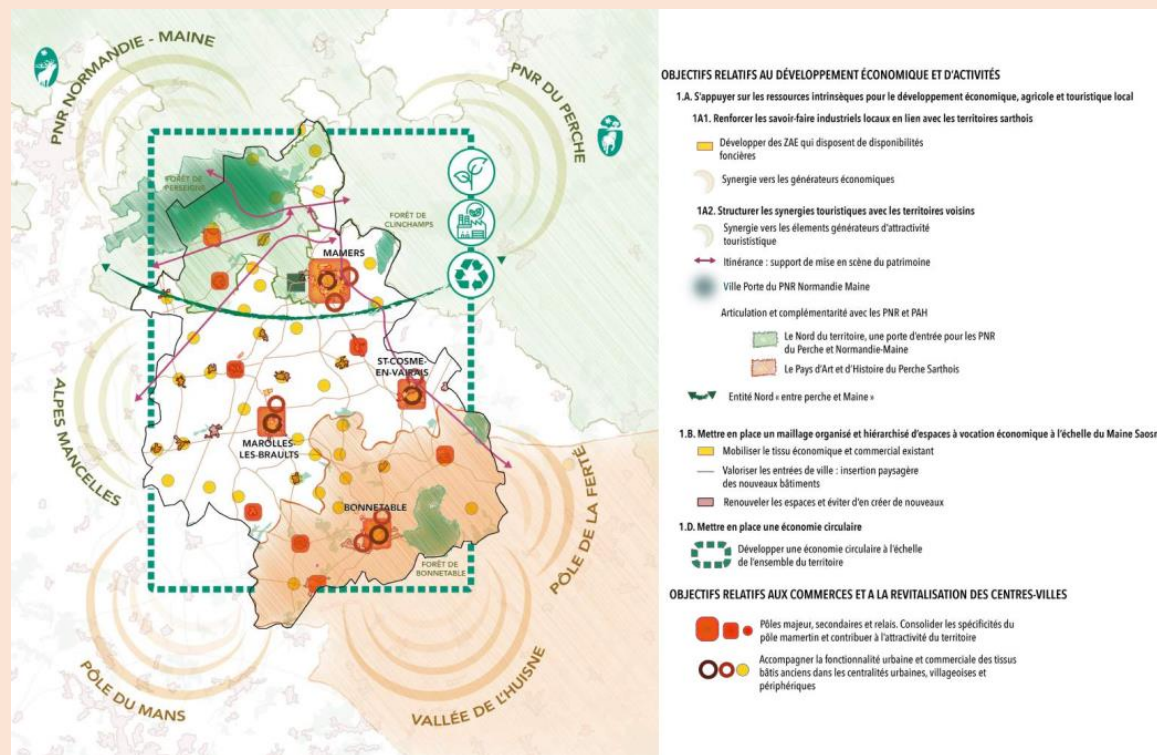 PNR NORMANDIE - MAINE
PNR DU PERCHE
FORÊT DE
PERSEIGNE
FORÊT DE
CLINCHAMPS
MAMERS
ST-COSME-
EN-VAIRAIS
MAROLLES-
LES-BRAULTS
BONNETABLE
FORÊT DE
BONNETABLE
ALPES MANCELLES
PÔLE DE LA FERTÉ
PÔLE DU MANS
VALLÉE DE L'HUISNE
OBJECTIFS RELATIFS AU DÉVELOPPEMENT ÉCONOMIQUE ET D'ACTIVITÉS
1.A. S'appuyer sur les ressources intrinsèques pour le développement économique, agricole et touristique local
1A1. Renforcer les savoir-faire industriels locaux en lien avec les territoires sarthois
Développer des ZAE qui disposent de disponibilités
foncières
Synergie vers les générateurs économiques
1A2. Structurer les synergies touristiques avec les territoires voisins
Synergie vers les élements générateurs d'attractivité
tourististique
Itinérance : support de mise en scène du patrimoine
Ville Porte du PNR Normandie Maine
Articulation et complémentarité avec les PNR et PAH
Le Nord du territoire, une porte d'entrée pour les PNR
du Perche et Normandie-Maine
Le Pays d'Art et d'Histoire du Perche Sarthois
Entité Nord « entre perche et Maine »
1.B. Mettre en place un maillage organisé et hiérarchisé d'espaces à vocation économique à l'échelle du Maine Saosn
Mobiliser le tissu économique et commercial existant
Valoriser les entrées de ville : insertion paysagère
des nouveaux bâtiments
Renouveler les espaces et éviter d'en créer de nouveaux
1.D. Mettre en place une économie circulaire
Développer une économie circulaire à l'échelle
de l'ensemble du territoire
OBJECTIFS RELATIFS AUX COMMERCES ET A LA REVITALISATION DES CENTRES-VILLES
Pôles majeur, secondaires et relais. Consolider les spécificités du
pôle mamertin et contribuer à l'attractivité du territoire
Accompagner la fonctionnalité urbaine et commerciale des tissus
bâtis anciens dans les centralités urbaines, villageoises et
périphériques